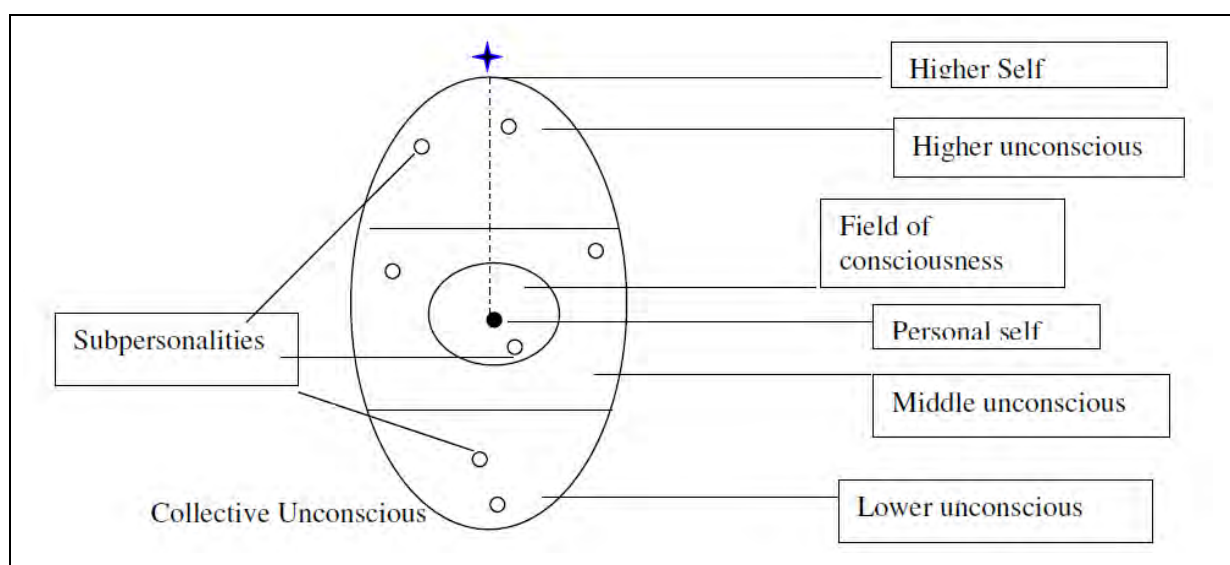 Higher Self
Higher unconscious
Field of
consciousness
Subpersonalities
Personal self
Middle unconscious
Lower unconscious
Collective Unconscious